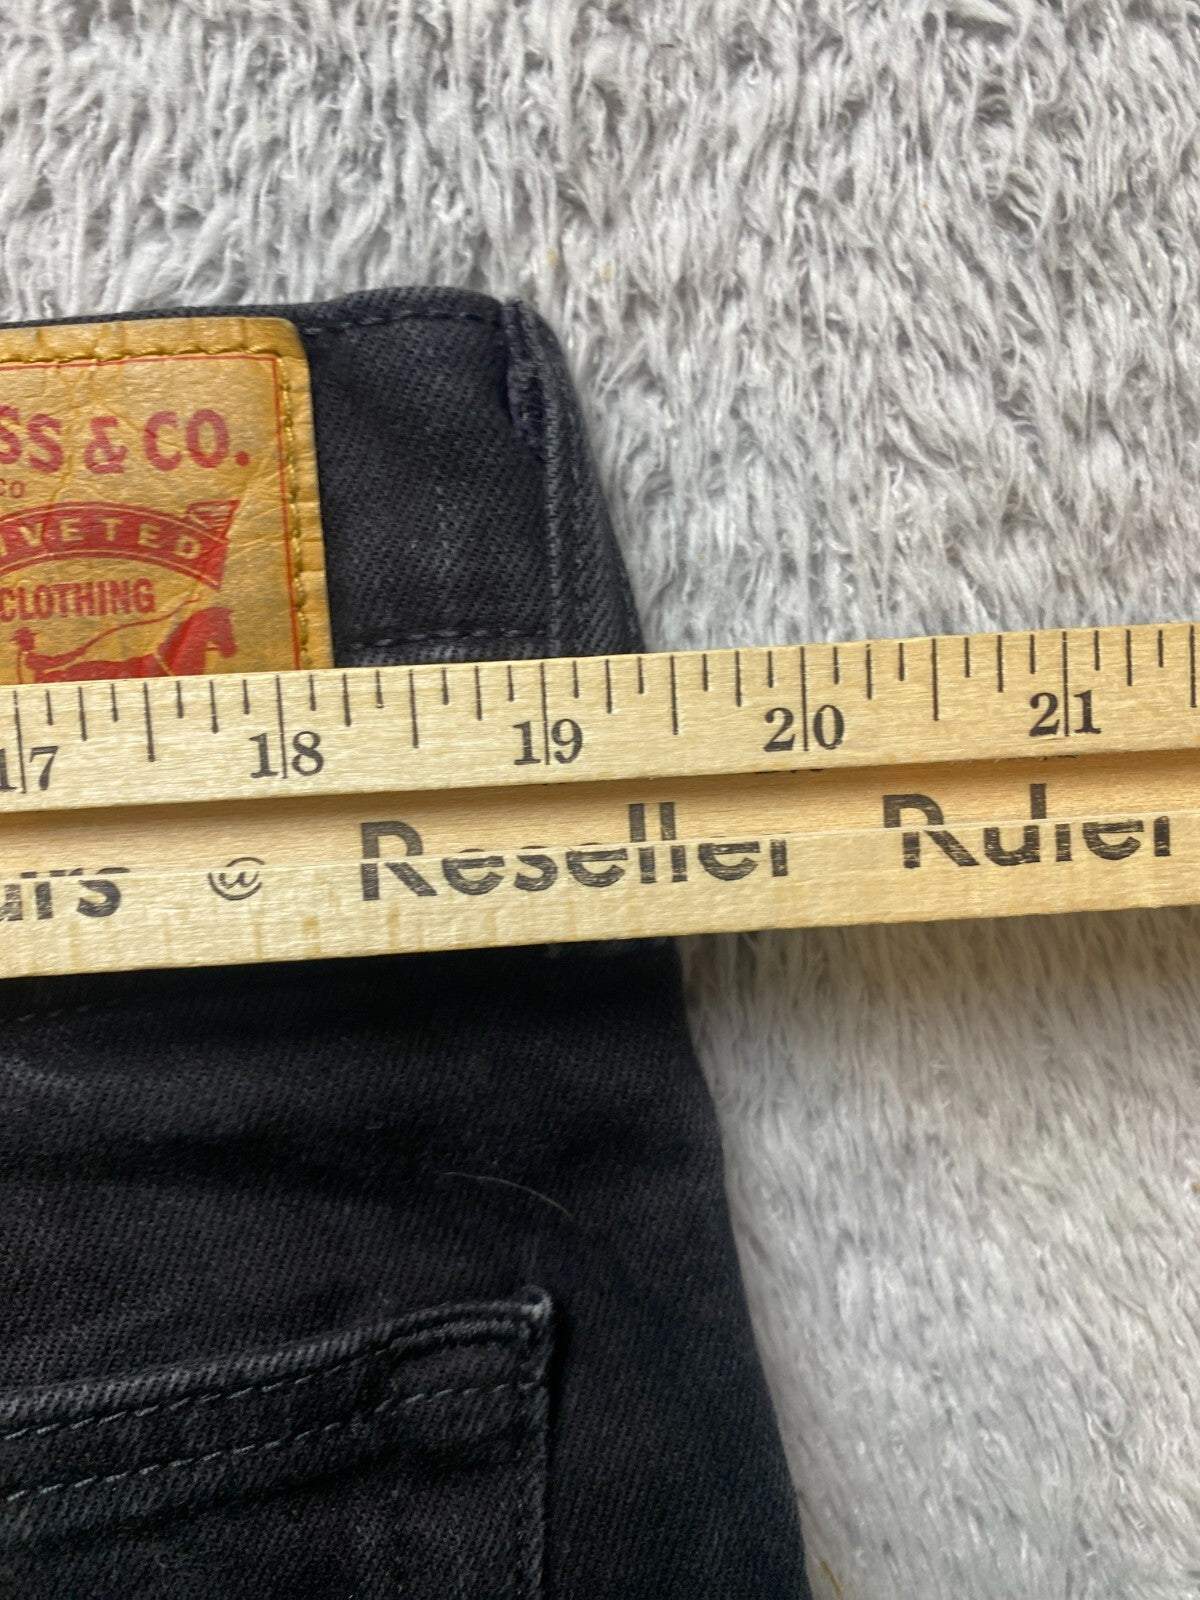 SS & CO.
CO
IVETED
CLOTHING
17 18 19 20 21
Reseller Ruler